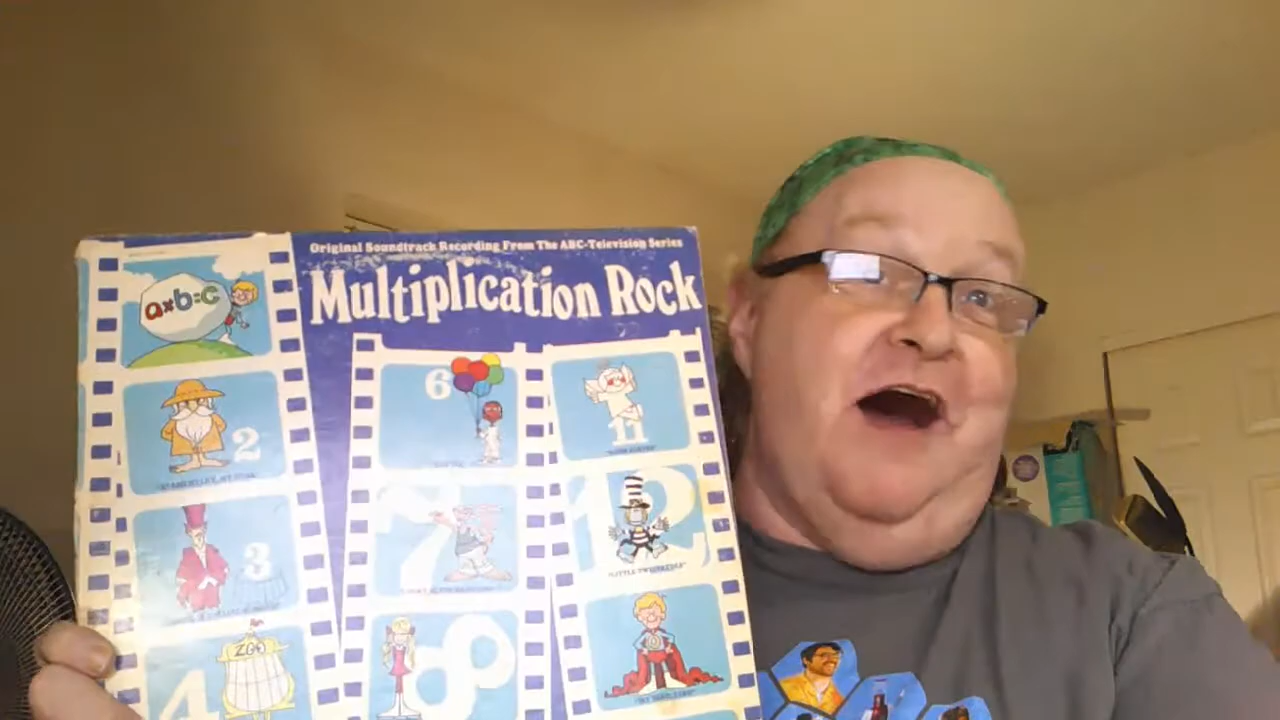 Original Soundtrack Recording From The ABC-Television Series
Multiplication Rock
a×b=c
6
11
2
7
12
3
"LITTLE TWELVETOES"
ZOO
4
8